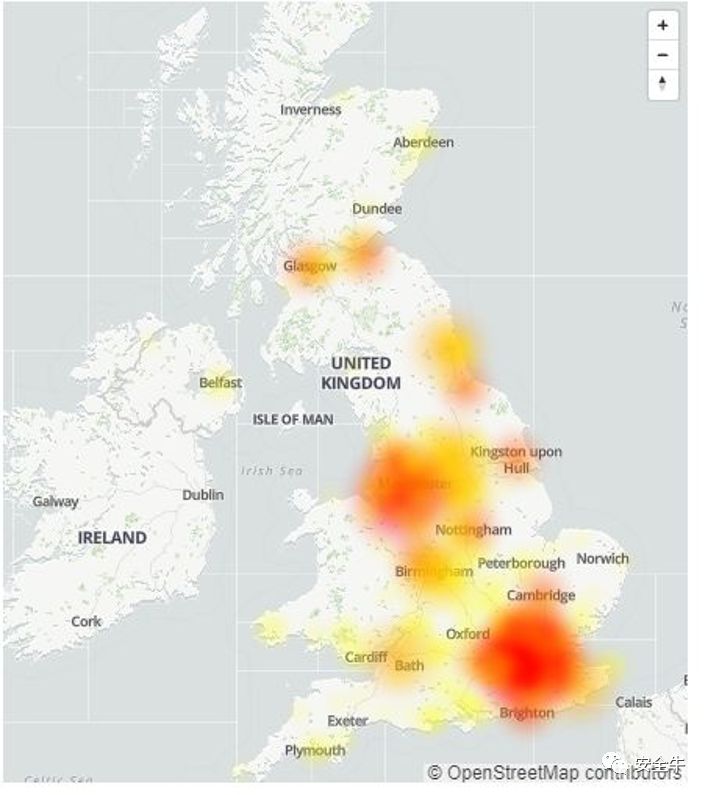 +
−
Inverness
Aberdeen
Dundee
Glasgow
UNITED
KINGDOM
Belfast
ISLE OF MAN
Irish Sea
Kingston upon
Hull
Galway
Dublin
IRELAND
Nottingham
Birmingham
Peterborough
Norwich
Cambridge
Cork
Oxford
Cardiff
Bath
Calais
Brighton
Exeter
Plymouth
安全牛
Celtic Sea
© OpenStreetMap contributors